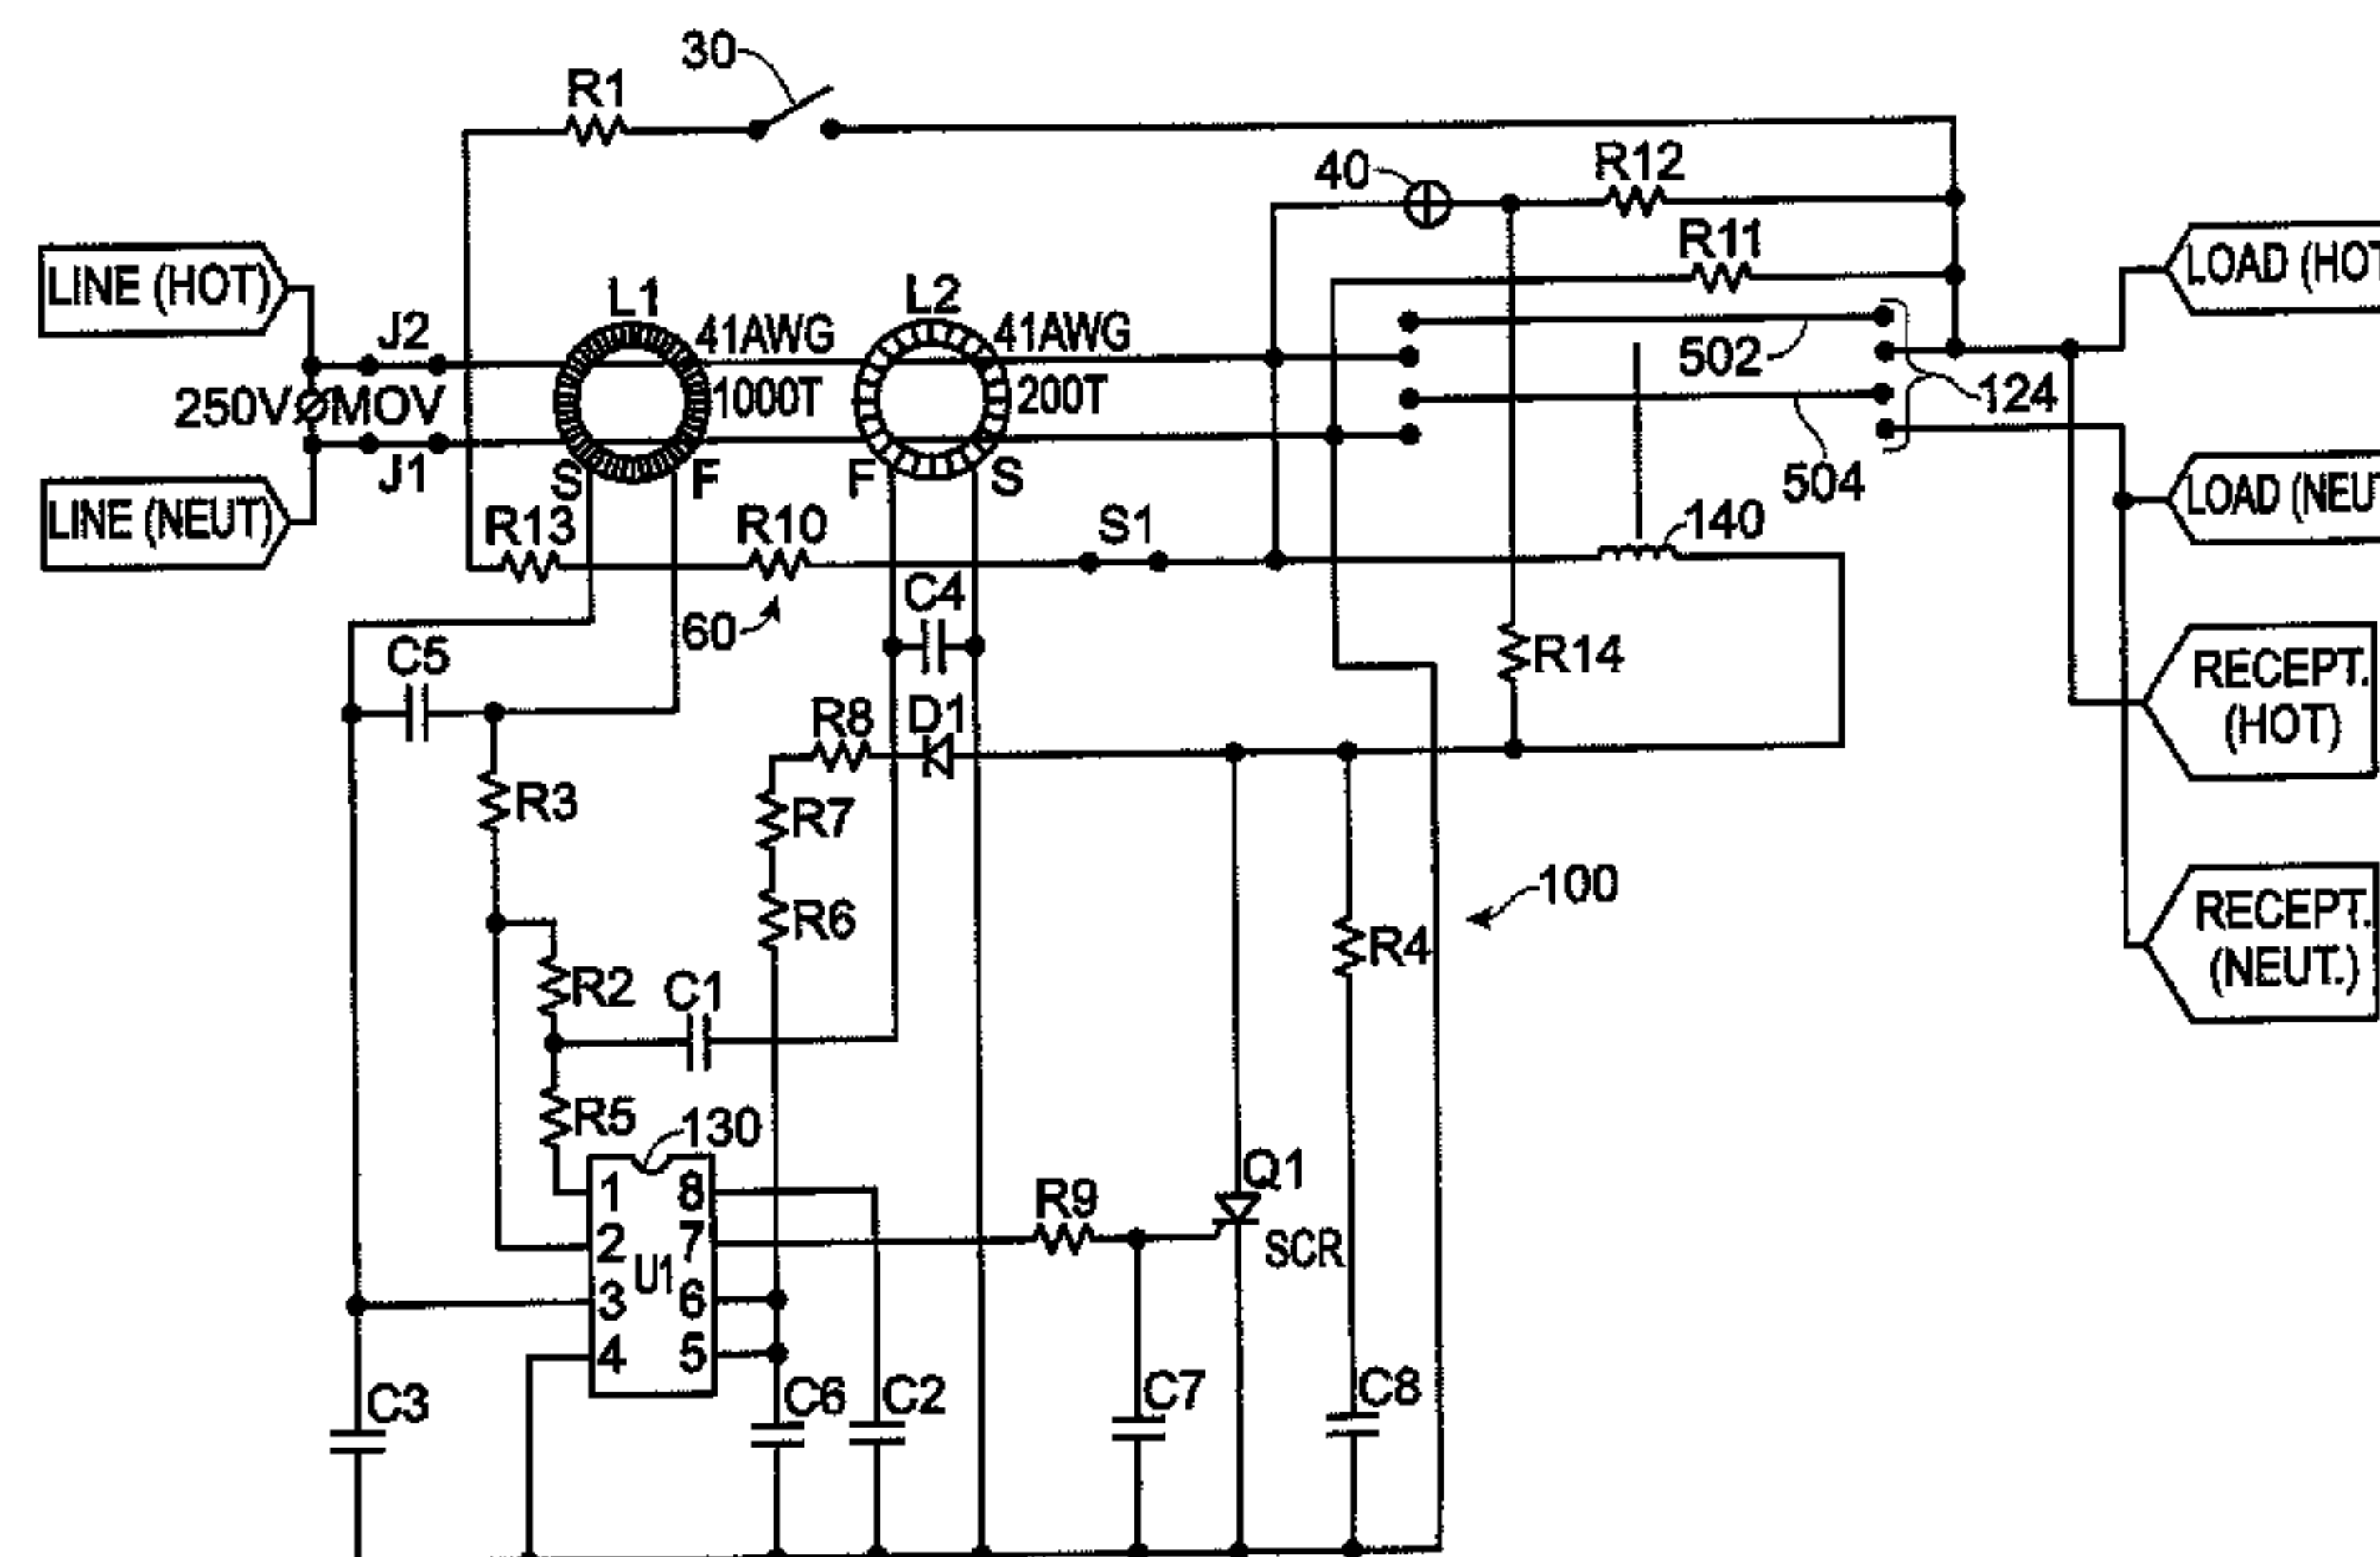 30
R1
R12
40
R11
LINE (HOT)
L1
L2
LOAD (HOT
J2
41AWG
41AWG
502
250V
MOV
1000T
200T
124
J1
S
F
F
S
504
LINE (NEUT)
R13
R10
S1
140
LOAD (NEUT
60
C4
C5
R14
RECEPT.
(HOT)
R8
D1
R3
R7
100
R6
R4
RECEPT.
(NEUT.)
R2
C1
R5
130
Q1
1
8
R9
2
7
SCR
U1
3
6
4
5
C3
C6
C2
C7
C8